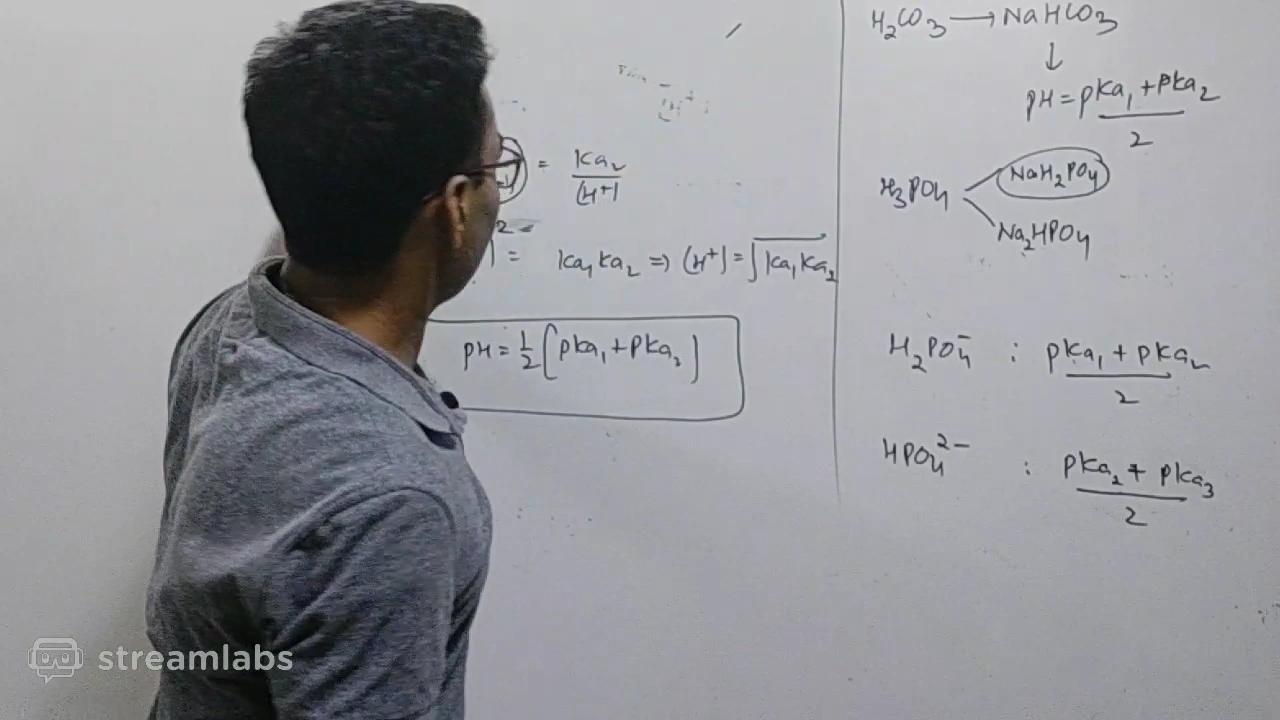 = Ka₂
(H⁺)
2
= Ka₁ Ka₂ ⇒ (H⁺) = √Ka₁ Ka₂
pH = 1/2 [pKa₁ + pKa₂]
H₂CO₃ → NaHCO₃
↓
pH = pKa₁ + pKa₂
2
H₃PO₄
NaH₂PO₄
Na₂HPO₄
H₂PO₄⁻ : pKa₁ + pKa₂
2
HPO₄²⁻ : pKa₂ + pKa₃
2
streamlabs